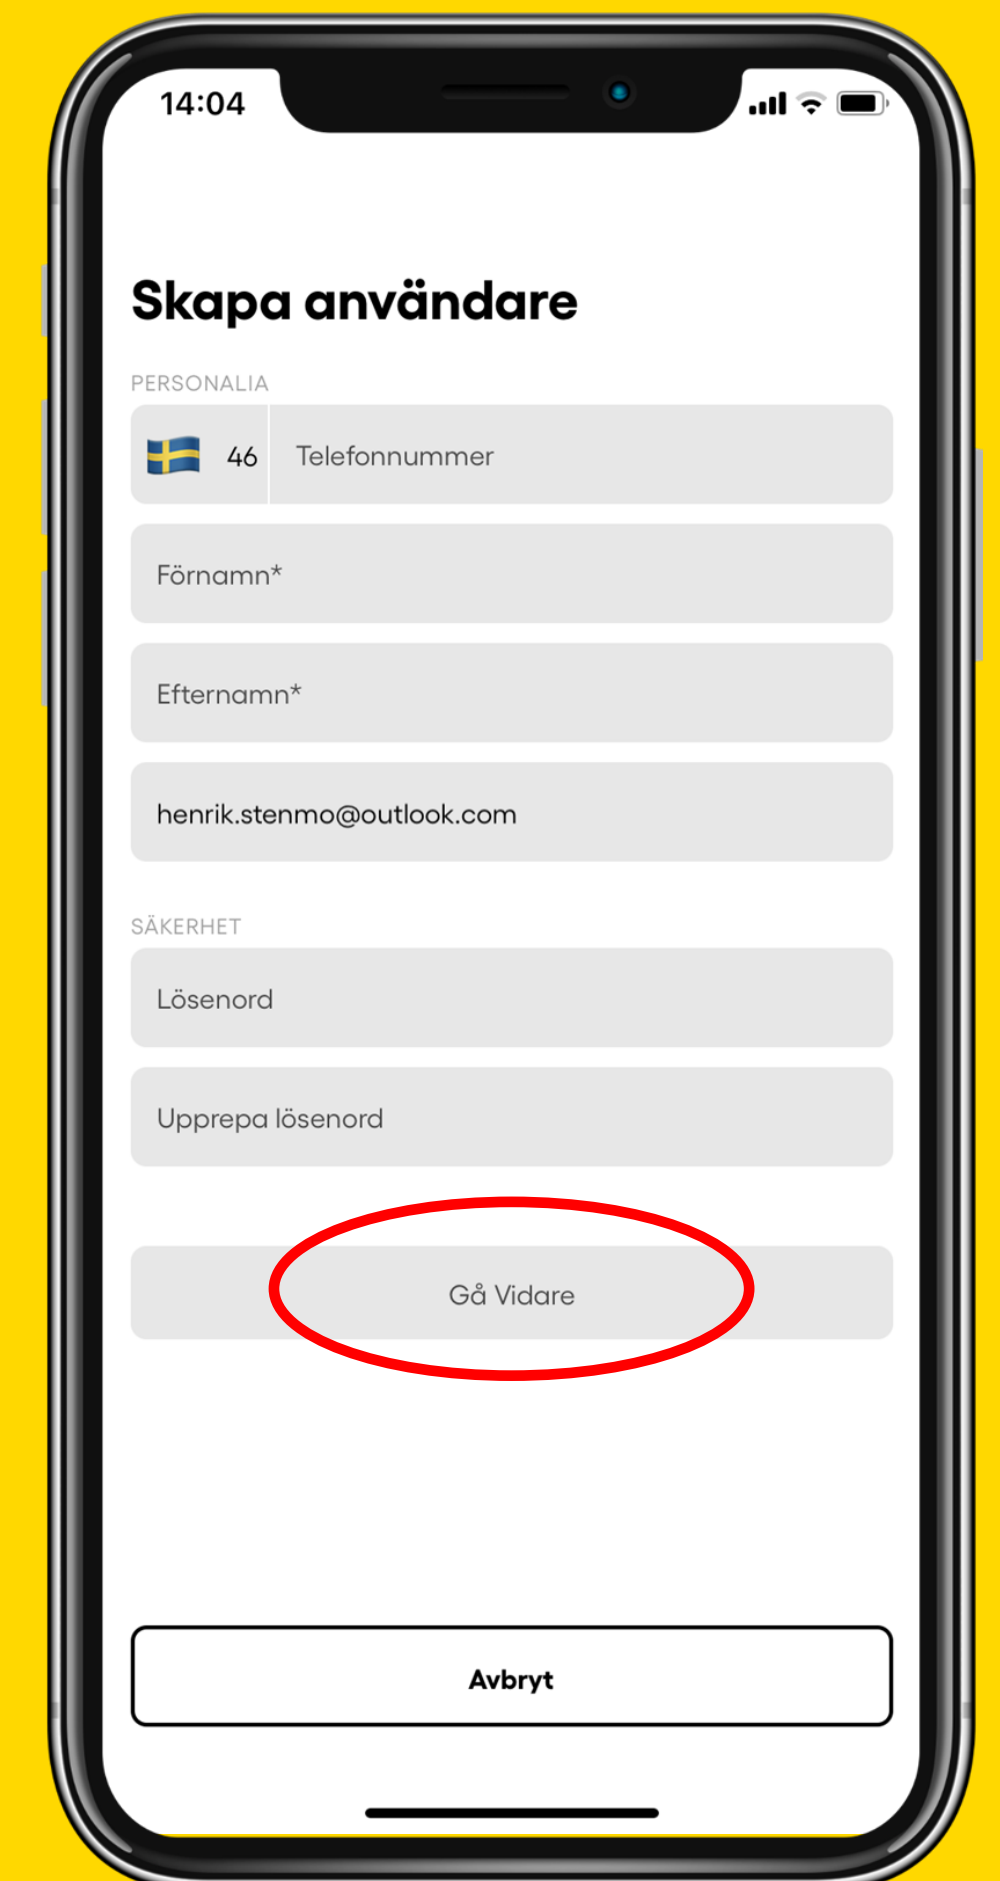 14:04
Skapa användare
PERSONALIA
46 Telefonnummer
Förnamn*
Efternamn*
henrik.stenmo@outlook.com
SÄKERHET
Lösenord
Upprepa lösenord
Gå Vidare
Avbryt